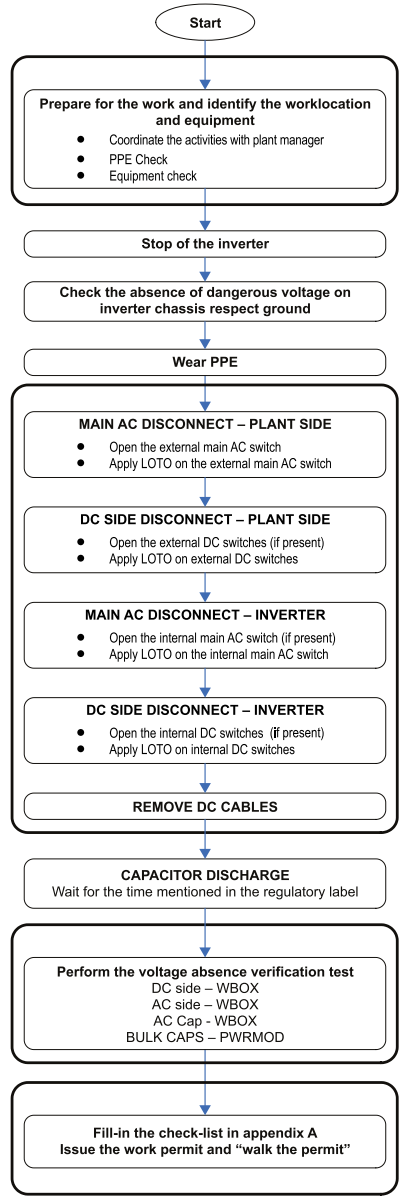 Start
Prepare for the work and identify the worklocation
and equipment
● Coordinate the activities with plant manager
● PPE Check
● Equipment check
Stop of the inverter
Check the absence of dangerous voltage on
inverter chassis respect ground
Wear PPE
MAIN AC DISCONNECT – PLANT SIDE
● Open the external main AC switch
● Apply LOTO on the external main AC switch
DC SIDE DISCONNECT – PLANT SIDE
● Open the external DC switches (if present)
● Apply LOTO on external DC switches
MAIN AC DISCONNECT – INVERTER
● Open the internal main AC switch (if present)
● Apply LOTO on the internal main AC switch
DC SIDE DISCONNECT – INVERTER
● Open the internal DC switches (if present)
● Apply LOTO on internal DC switches
REMOVE DC CABLES
CAPACITOR DISCHARGE
Wait for the time mentioned in the regulatory label
Perform the voltage absence verification test
DC side – WBOX
AC side – WBOX
AC Cap - WBOX
BULK CAPS – PWRMOD
Fill-in the check-list in appendix A
Issue the work permit and “walk the permit”